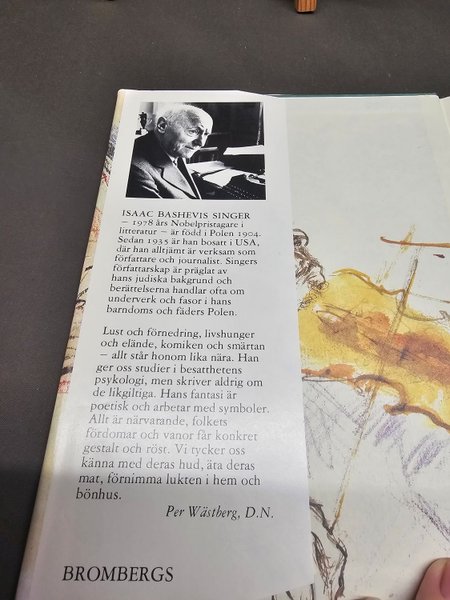 ISAAC BASHEVIS SINGER
– 1978 års Nobelpristagare i
litteratur – är född i Polen 1904.
Sedan 1935 är han bosatt i USA,
där han alltjämt är verksam som
författare och journalist. Singers
författarskap är präglat av
hans judiska bakgrund och
berättelserna handlar ofta om
underverk och fasor i hans
barndoms och fäders Polen.
Lust och förnedring, livshunger
och elände, komiken och smärtan
– allt står honom lika nära. Han
ger oss studier i besatthetens
psykologi, men skriver aldrig om
de likgiltiga. Hans fantasi är
poetisk och arbetar med symboler.
Allt är närvarande, folkets
fördomar och vanor får konkret
gestalt och röst. Vi tycker oss
känna med deras hud, äta deras
mat, förnimma lukten i hem och
bönhus.
Per Wästberg, D.N.
BROMBERGS